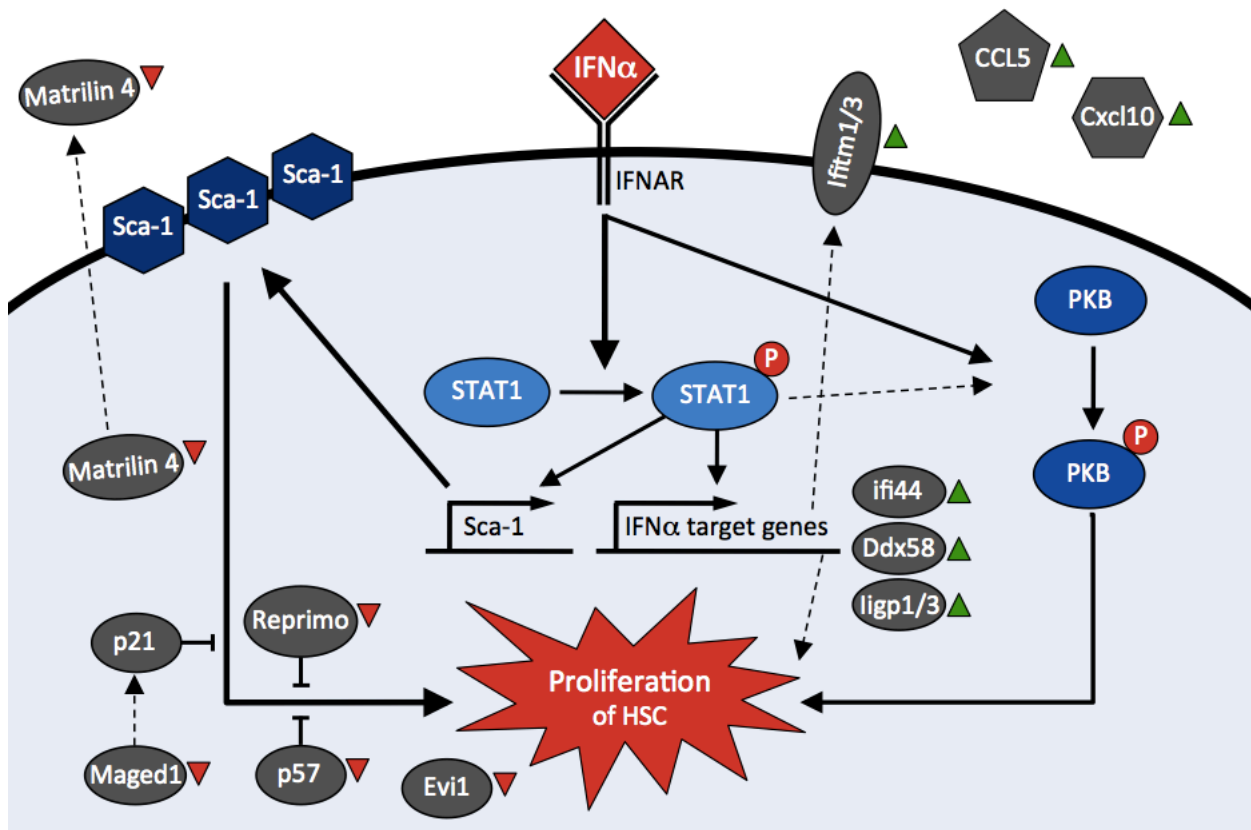 IFNα
CCL5
Cxcl10
Matrilin 4
Ifitm1/3
Sca-1
Sca-1
Sca-1
IFNAR
PKB
P
STAT1
STAT1
P
PKB
Matrilin 4
ifi44
Sca-1
IFNα target genes
Ddx58
Iigp1/3
Reprimo
p21
Proliferation
of HSC
Maged1
p57
Evi1